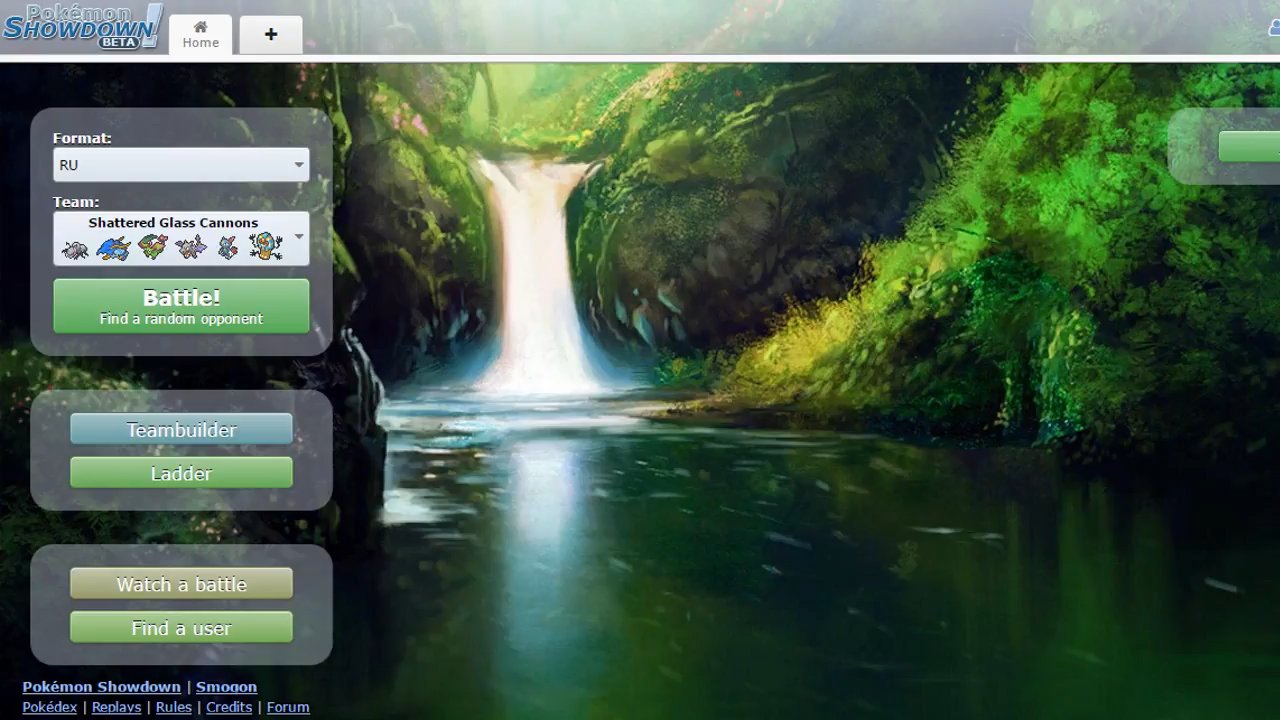 Pokémon
SHOWDOWN!
BETA
Home
+
Format:
RU
Team:
Shattered Glass Cannons
Battle!
Find a random opponent
Teambuilder
Ladder
Watch a battle
Find a user
Pokémon Showdown | Smogon
Pokédex | Replays | Rules | Credits | Forum